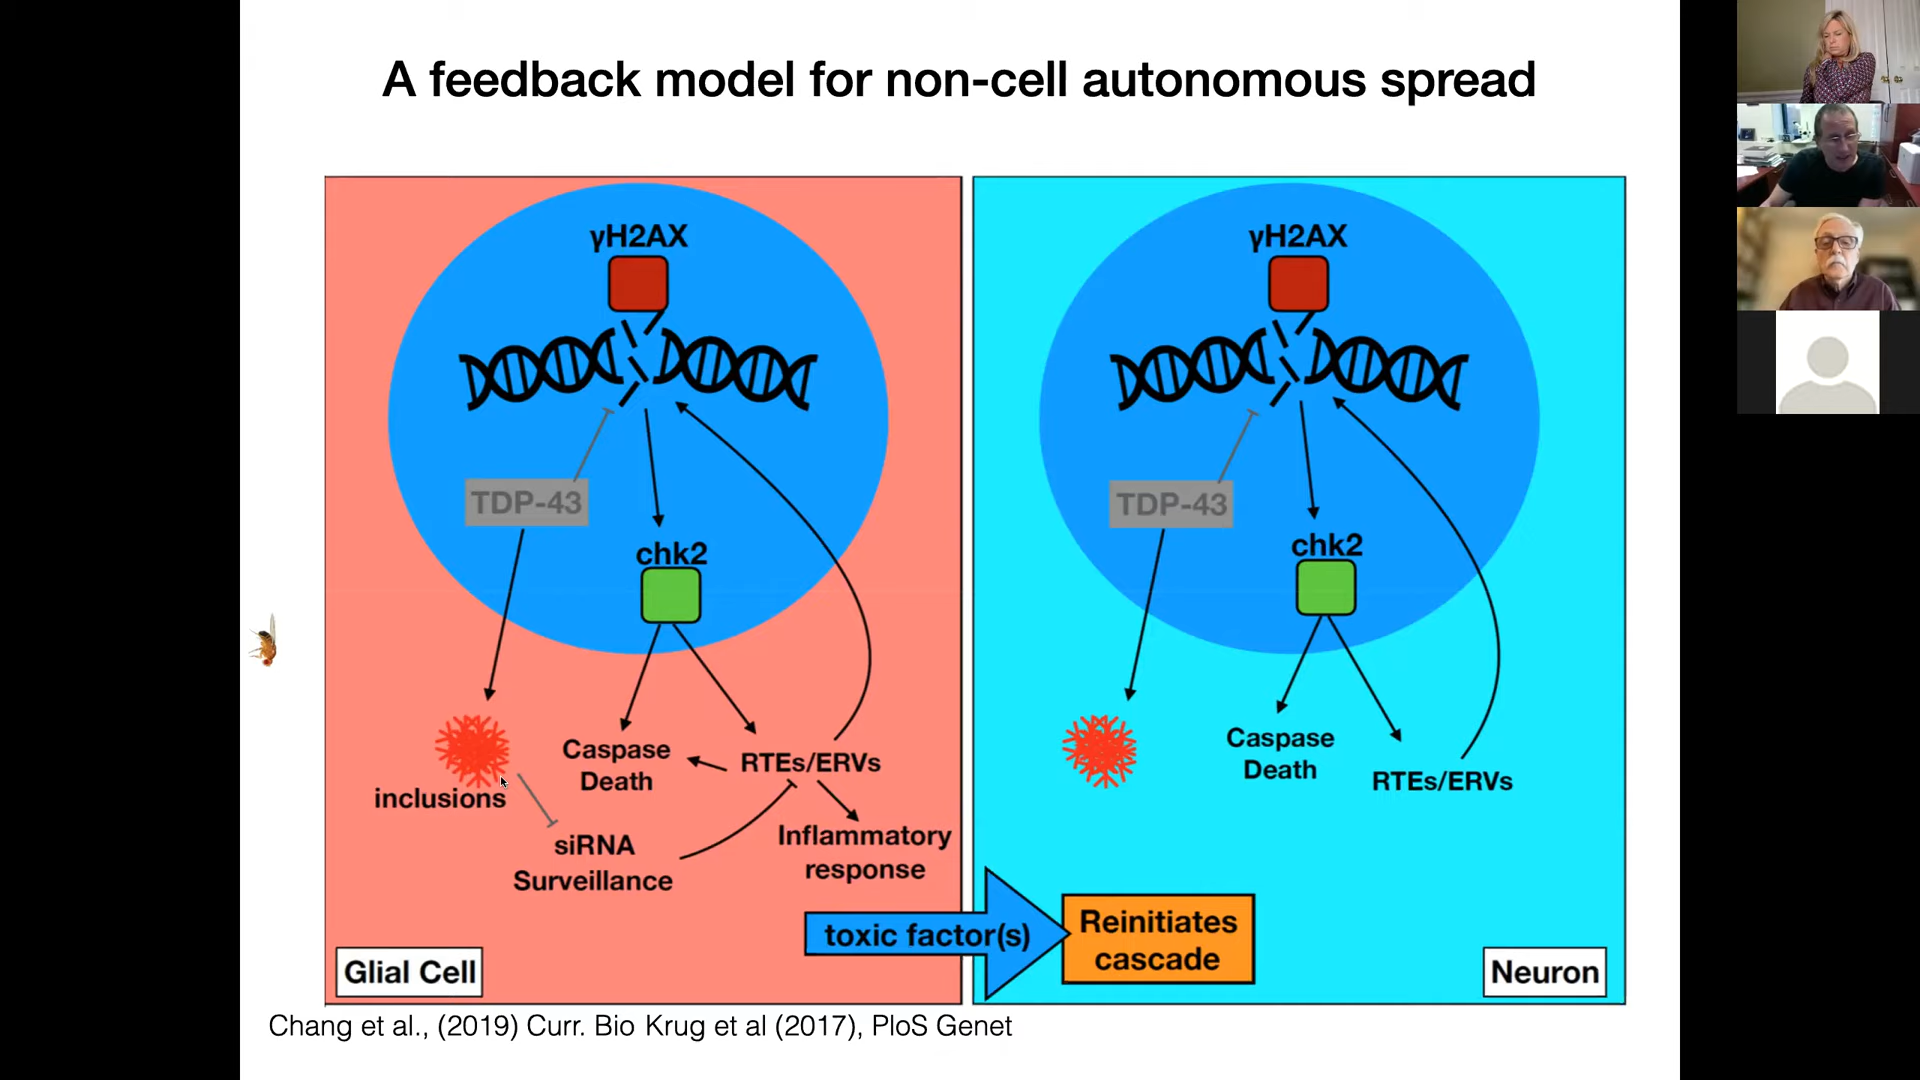 A feedback model for non-cell autonomous spread
γH2AX
TDP-43
chk2
Caspase
Death
RTEs/ERVs
inclusions
siRNA
Surveillance
Inflammatory
response
toxic factor(s)
Glial Cell
γH2AX
TDP-43
chk2
Caspase
Death
RTEs/ERVs
Reinitiates
cascade
Neuron
Chang et al., (2019) Curr. Bio Krug et al (2017), PloS Genet